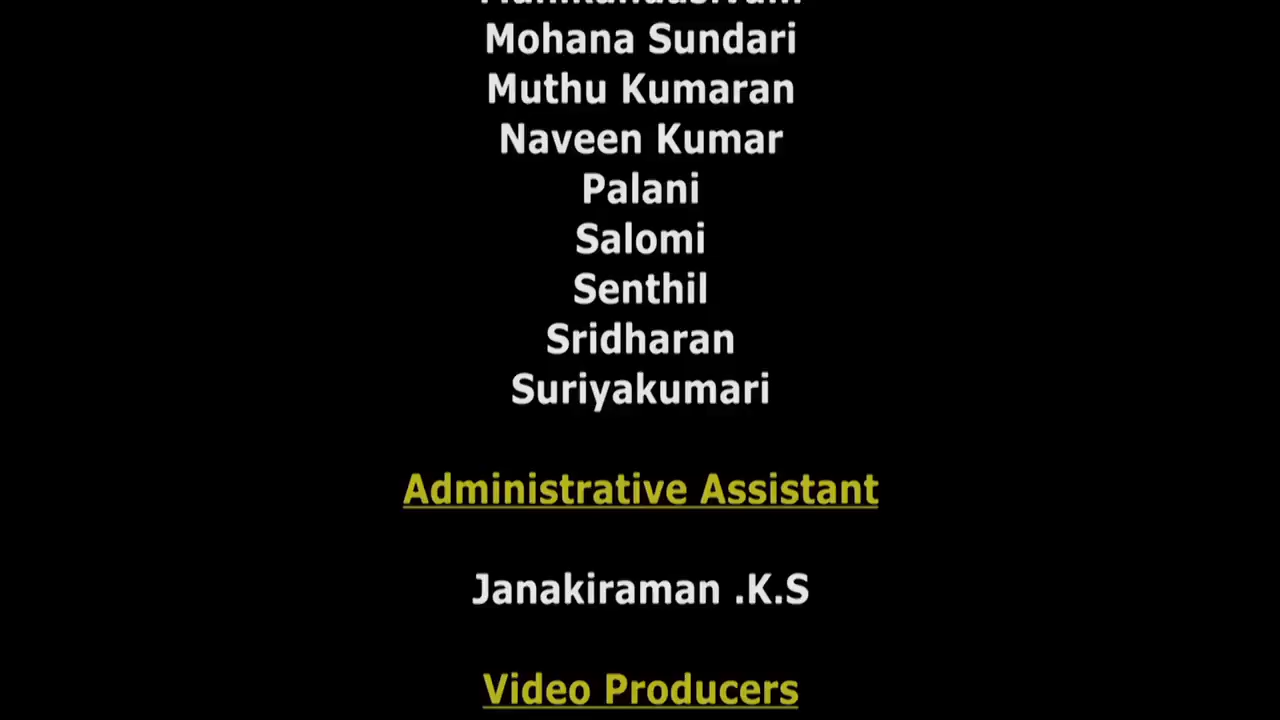 Mohana Sundari
Muthu Kumaran
Naveen Kumar
Palani
Salomi
Senthil
Sridharan
Suriyakumari
Administrative Assistant
Janakiraman .K.S
Video Producers